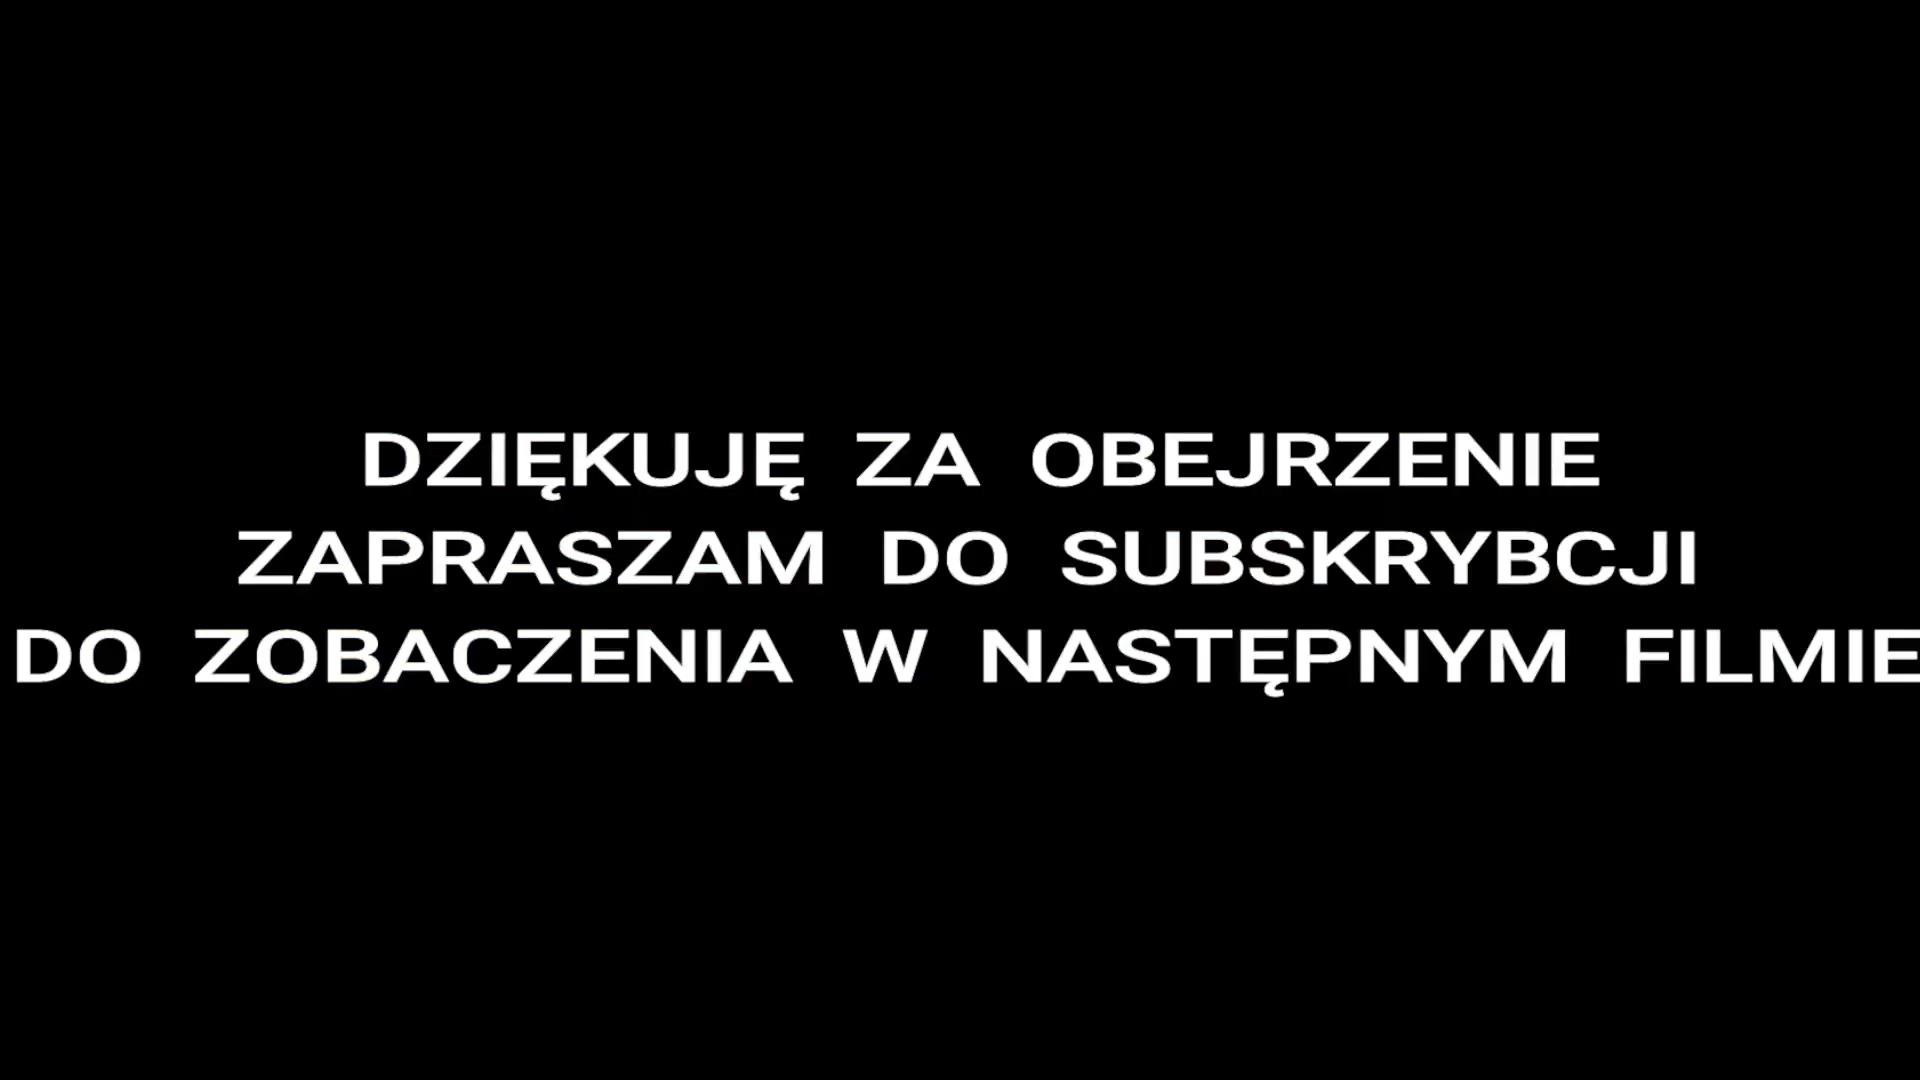 DZIĘKUJĘ ZA OBEJRZENIE
ZAPRASZAM DO SUBSKRYBCJI
DO ZOBACZENIA W NASTĘPNYM FILMIE